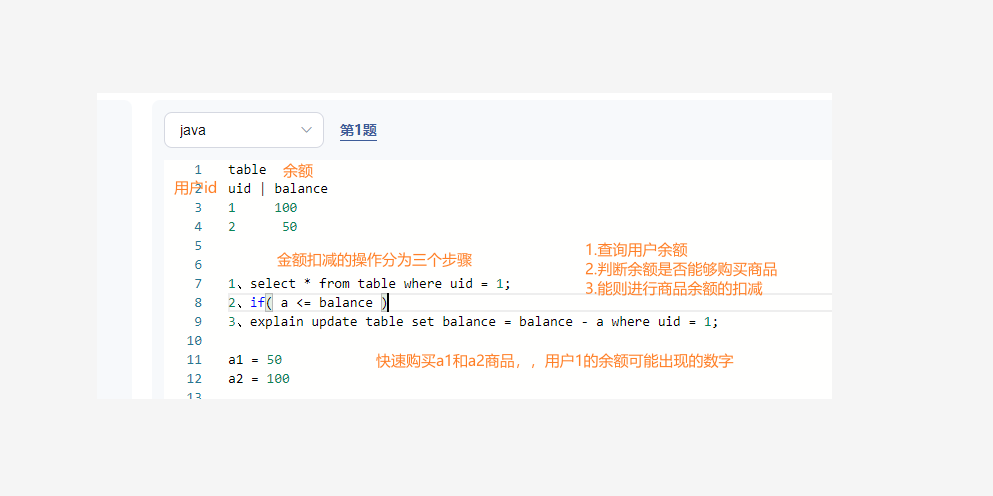 java 第1题
1 table 余额
用户id 2 uid | balance
3 1 100
4 2 50
5 1.查询用户余额
6 金额扣减的操作分为三个步骤 2.判断余额是否能够购买商品
7 1、select * from table where uid = 1; 3.能则进行商品余额的扣减
8 2、if( a <= balance )
9 3、explain update table set balance = balance - a where uid = 1;
10
11 a1 = 50 快速购买a1和a2商品，，用户1的余额可能出现的数字
12 a2 = 100
13